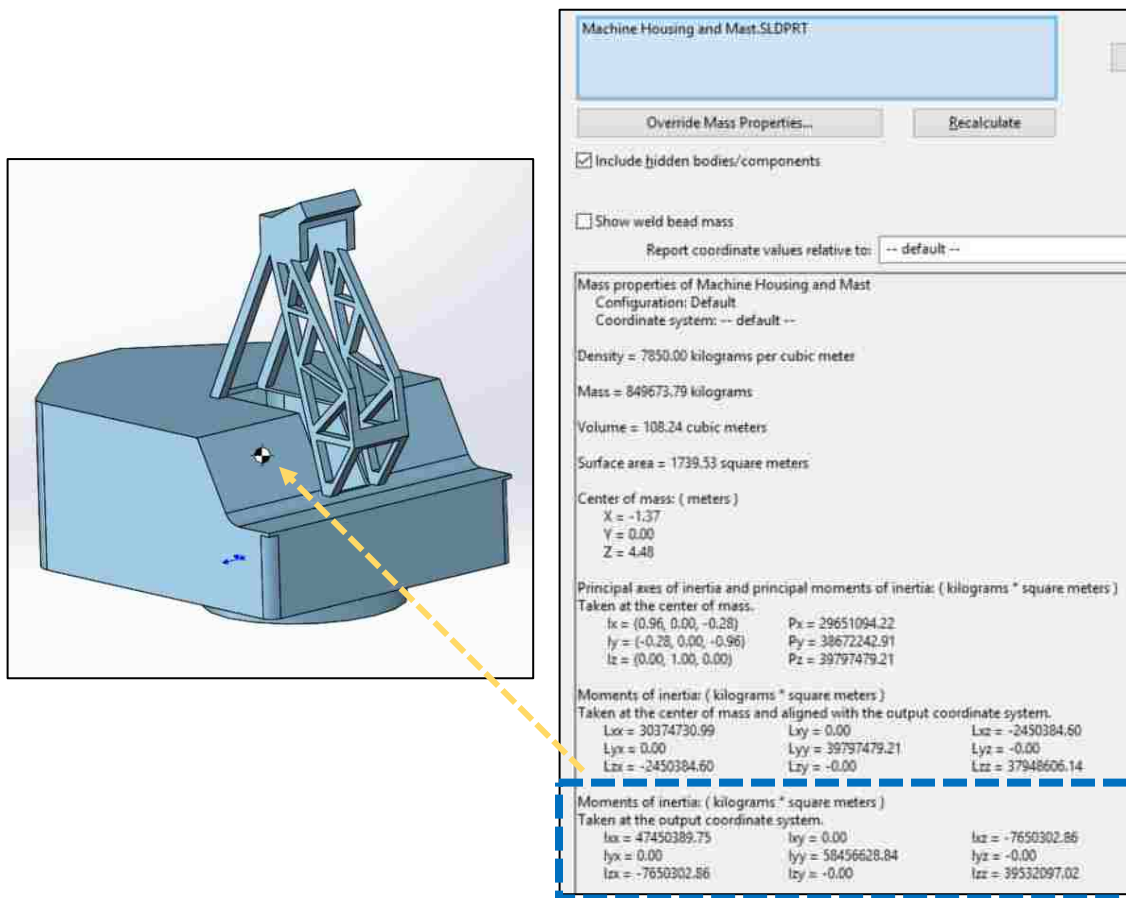 Machine Housing and Mast.SLDPRT
Override Mass Properties... Recalculate
Include hidden bodies/components
Show weld bead mass
Report coordinate values relative to: -- default --
Mass properties of Machine Housing and Mast
Configuration: Default
Coordinate system: -- default --
Density = 7850.00 kilograms per cubic meter
Mass = 849673.79 kilograms
Volume = 108.24 cubic meters
Surface area = 1739.53 square meters
Center of mass: ( meters )
X = -1.37
Y = 0.00
Z = 4.48
Principal axes of inertia and principal moments of inertia: ( kilograms * square meters )
Taken at the center of mass.
Ix = (0.96, 0.00, -0.28) Px = 29651094.22
Iy = (-0.28, 0.00, -0.96) Py = 38672242.91
Iz = (0.00, 1.00, 0.00) Pz = 39797479.21
Moments of inertia: ( kilograms * square meters )
Taken at the center of mass and aligned with the output coordinate system.
Lxx = 30374730.99 Lxy = 0.00 Lxz = -2450384.60
Lyx = 0.00 Lyy = 39797479.21 Lyz = -0.00
Lzx = -2450384.60 Lzy = -0.00 Lzz = 37948606.14
Moments of inertia: ( kilograms * square meters )
Taken at the output coordinate system.
Ixx = 47450389.75 Ixy = 0.00 Ixz = -7650302.86
Iyx = 0.00 Iyy = 58456628.84 Iyz = -0.00
Izx = -7650302.86 Izy = -0.00 Izz = 39532097.02